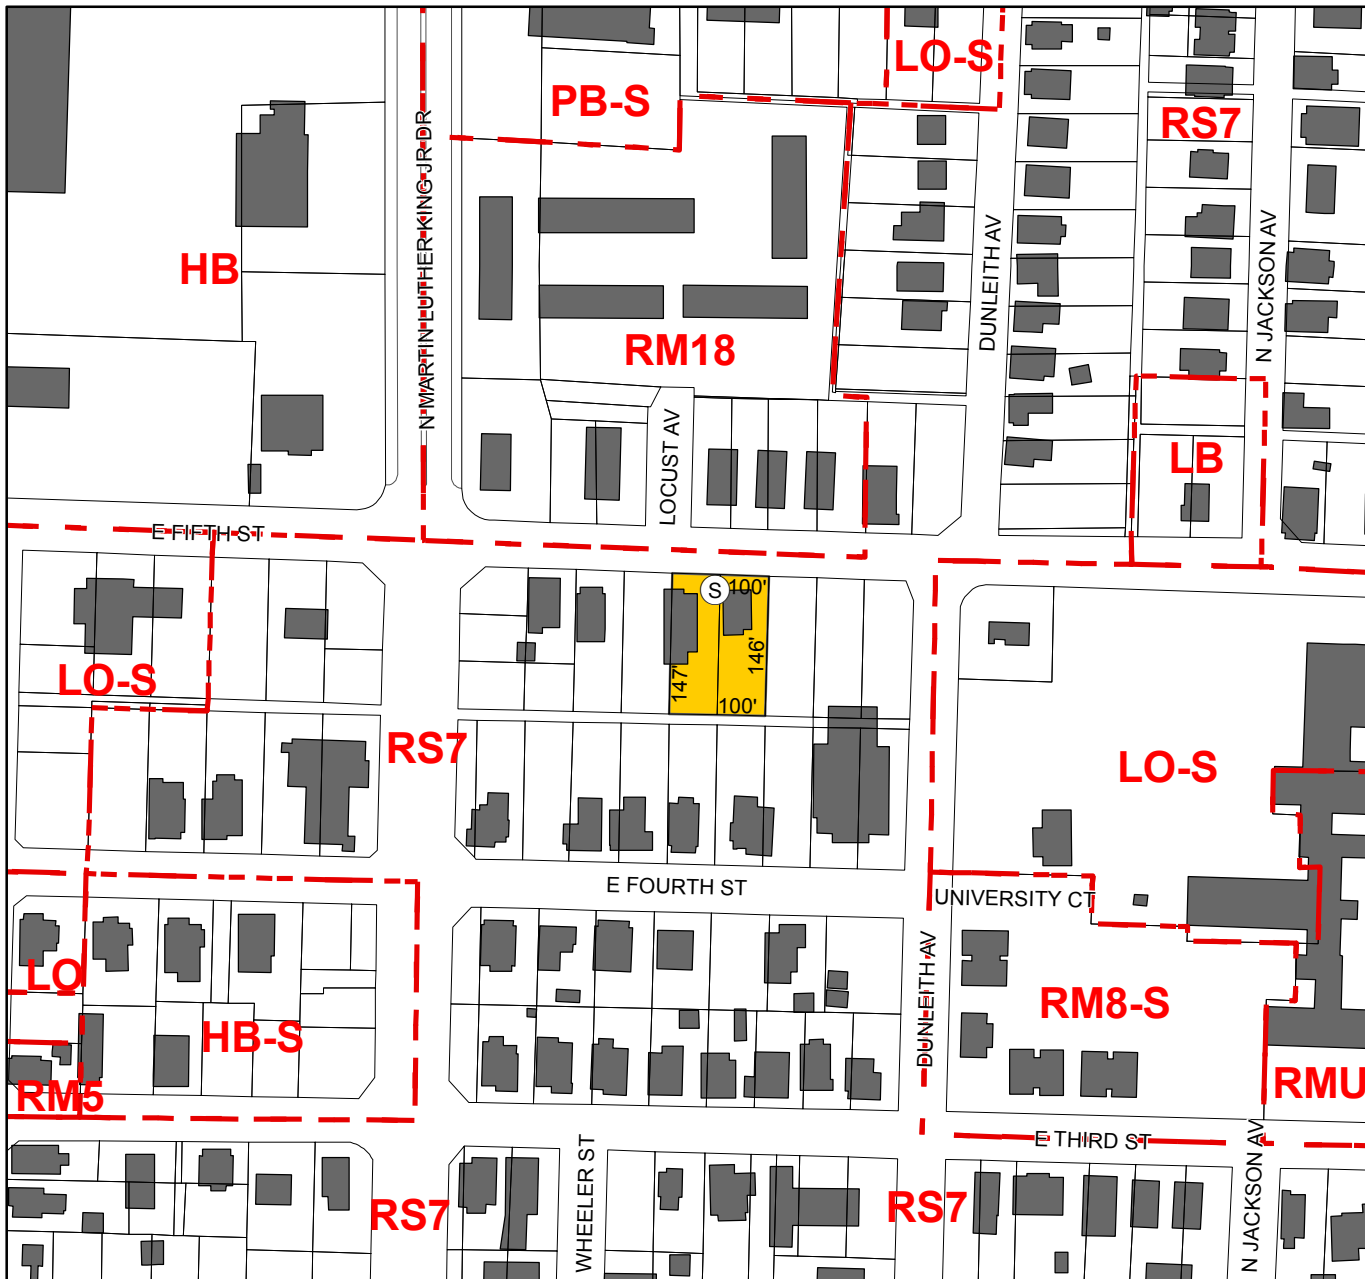 LO-S
PB-S
RS7
N MARTIN LUTHER KING JR DR
DUNLEITH AV
N JACKSON AV
HB
RM18
LOCUST AV
LB
E FIFTH ST
S
100'
147'
146'
100'
LO-S
RS7
LO-S
E FOURTH ST
UNIVERSITY CT
DUNLEITH AV
LO
HB-S
RM8-S
RM5
RMU
E THIRD ST
N JACKSON AV
WHEELER ST
RS7
RS7